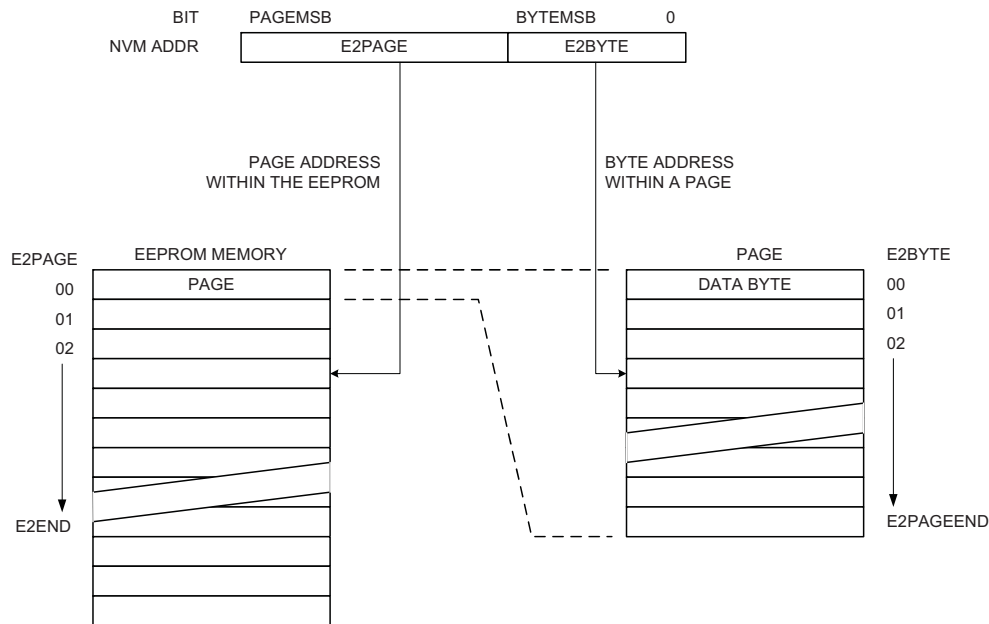 BIT PAGEMSB BYTEMSB 0
NVM ADDR E2PAGE E2BYTE
PAGE ADDRESS
WITHIN THE EEPROM
BYTE ADDRESS
WITHIN A PAGE
E2PAGE EEPROM MEMORY
00 PAGE
01
02
E2END
PAGE E2BYTE
DATA BYTE 00
01
02
E2PAGEEND